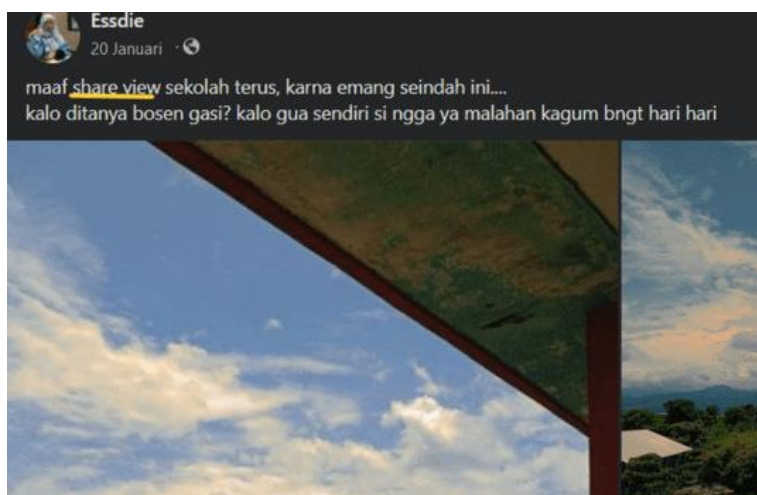 Essdie
20 Januari ·
maaf share view sekolah terus, karna emang seindah ini....
kalo ditanya bosen gasi? kalo gua sendiri si ngga ya malahan kagum bngt hari hari